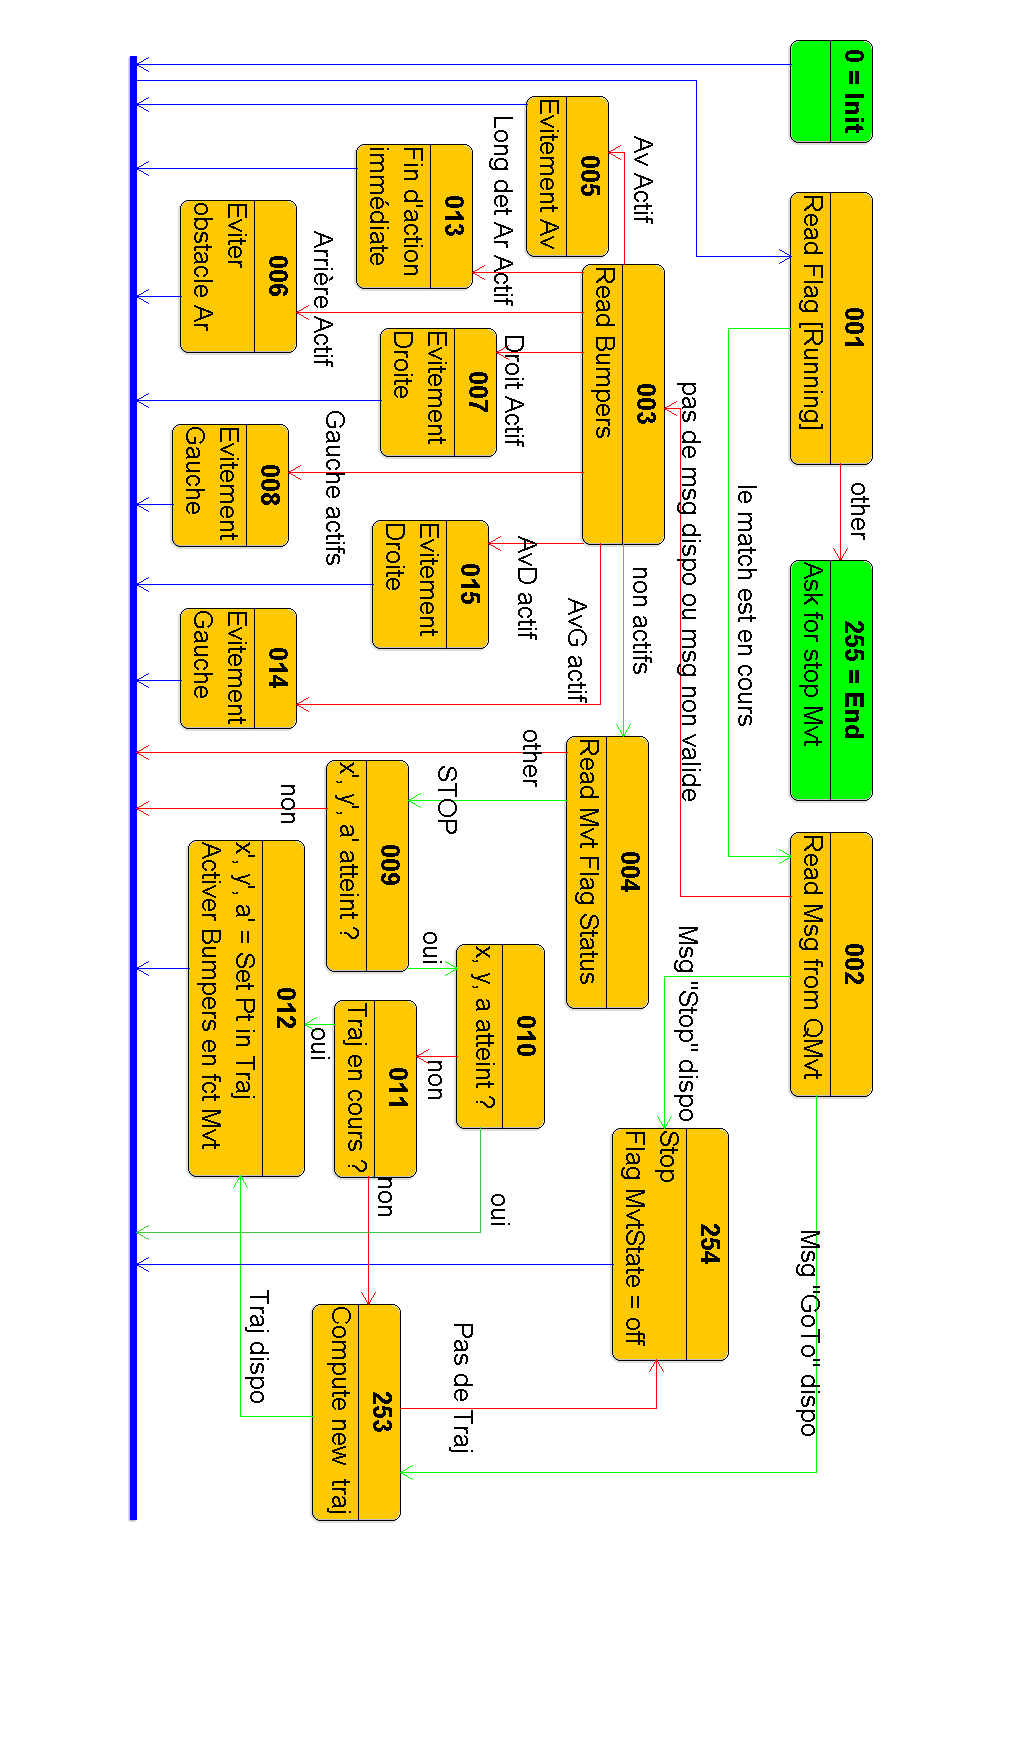 0 = Init
001
Read Flag [Running]
other
255 = End
Ask for stop Mvt
002
Read Msg from QMvt
le match est en cours
Msg "GoTo" dispo
pas de msg dispo ou msg non valide
Msg "Stop" dispo
254
Stop
Flag MvtState = off
Av Actif
003
Read Bumpers
non actifs
004
Read Mvt Flag Status
005
Evitement Av
AvG actif
Long det Ar Actif
Droit Actif
AvD actif
other
010
x, y, a atteint ?
oui
013
Fin d'action
immédiate
007
Evitement
Droite
015
Evitement
Droite
STOP
oui
non
Pas de Traj
009
x', y', a' atteint ?
011
Traj en cours ?
non
253
Compute new traj
Arrière Actif
Gauche actifs
oui
006
Eviter
obstacle Ar
008
Evitement
Gauche
014
Evitement
Gauche
non
012
x', y', a' = Set Pt in Traj
Activer Bumpers en fct Mvt
Traj dispo